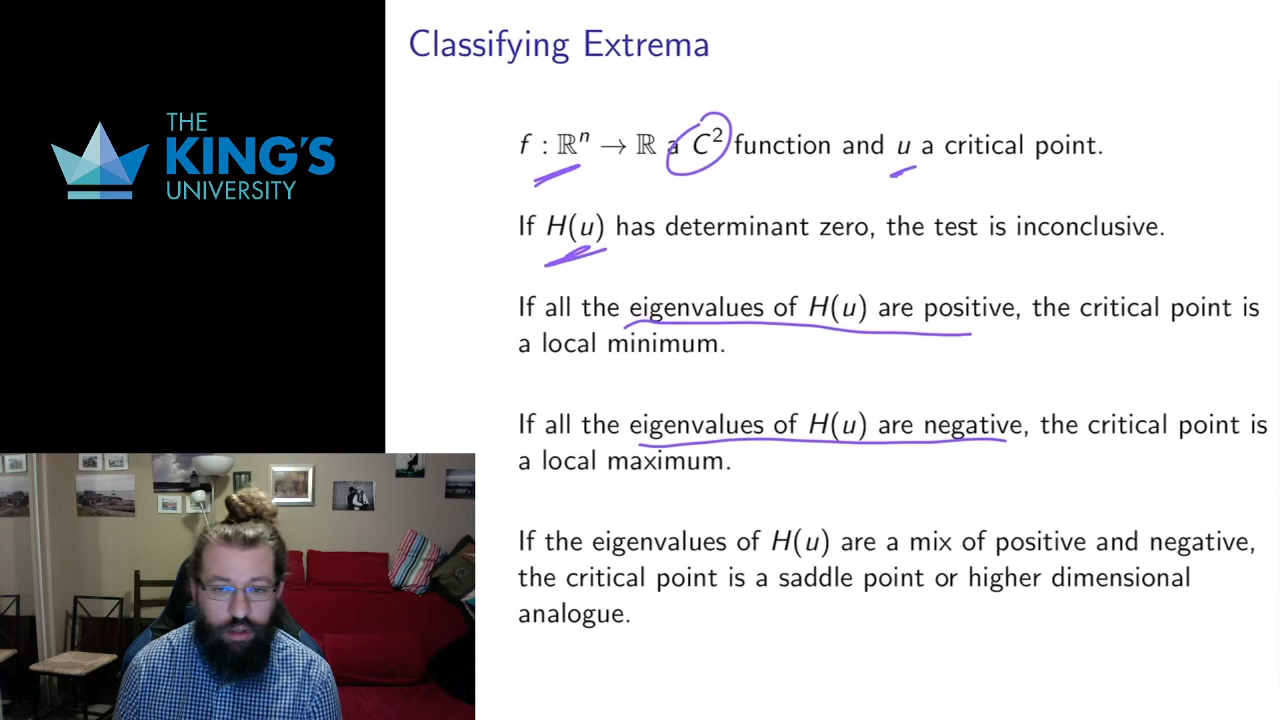 THE
KING'S
UNIVERSITY
Classifying Extrema
f : ℝⁿ → ℝ a C² function and u a critical point.
If H(u) has determinant zero, the test is inconclusive.
If all the eigenvalues of H(u) are positive, the critical point is
a local minimum.
If all the eigenvalues of H(u) are negative, the critical point is
a local maximum.
If the eigenvalues of H(u) are a mix of positive and negative,
the critical point is a saddle point or higher dimensional
analogue.